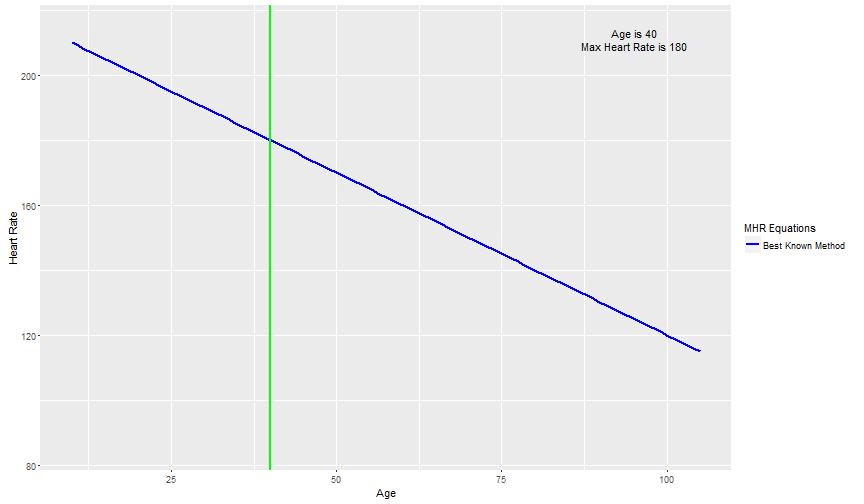 Age is 40
Max Heart Rate is 180
200
160
120
80
Heart Rate
25
50
75
100
Age
MHR Equations
Best Known Method